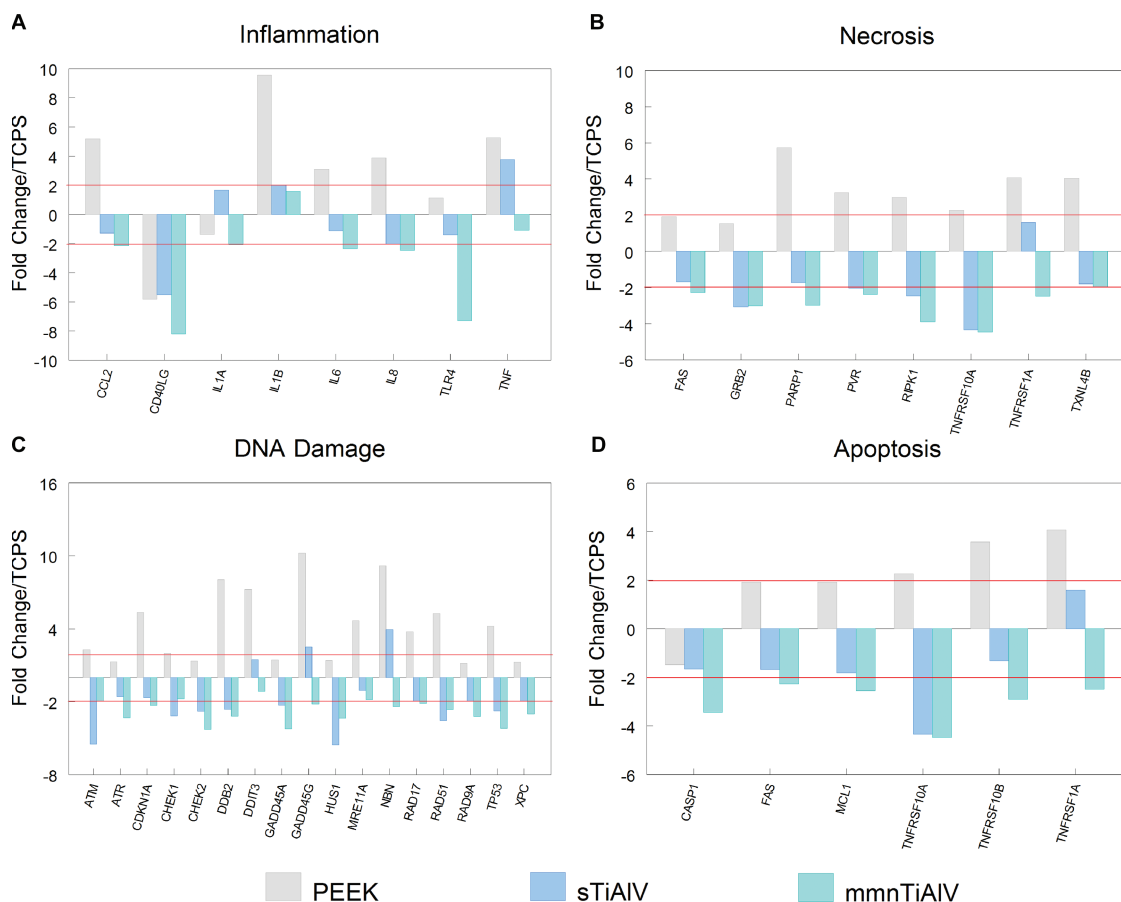 A
Inflammation
Fold Change/TCPS
10
8
6
4
2
0
-2
-4
-6
-8
-10
CCL2
CD40LG
IL1A
IL1B
IL6
IL8
TLR4
TNF
B
Necrosis
Fold Change/TCPS
10
8
6
4
2
0
-2
-4
-6
FAS
GRB2
PARP1
PVR
RIPK1
TNFRSF10A
TNFRSF1A
TXNL4B
C
DNA Damage
Fold Change/TCPS
16
10
4
-2
-8
ATM
ATR
CDKN1A
CHEK1
CHEK2
DDB2
DDIT3
GADD45A
GADD45G
HUS1
MRE11A
NBN
RAD17
RAD51
RAD9A
TP53
XPC
D
Apoptosis
Fold Change/TCPS
6
4
2
0
-2
-4
-6
CASP1
FAS
MCL1
TNFRSF10A
TNFRSF10B
TNFRSF1A
PEEK
sTiAlV
mmnTiAlV